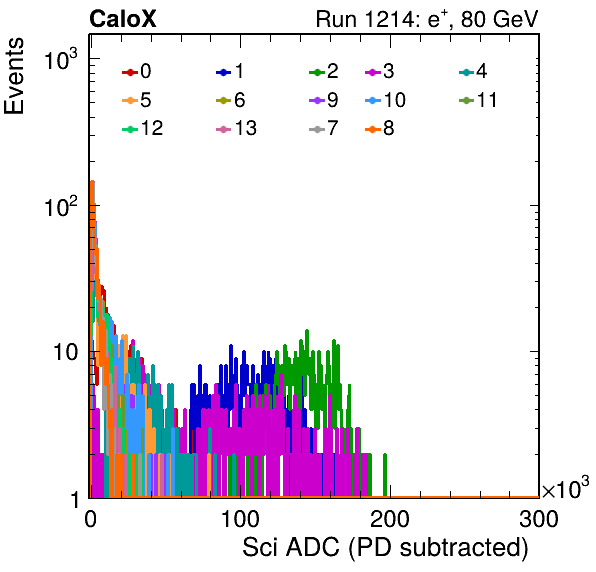 CaloX Run 1214: e⁺, 80 GeV
Events
10³
0 1 2 3 4
5 6 9 10 11
12 13 7 8
10²
10
1
0 100 200 300
×10³
Sci ADC (PD subtracted)